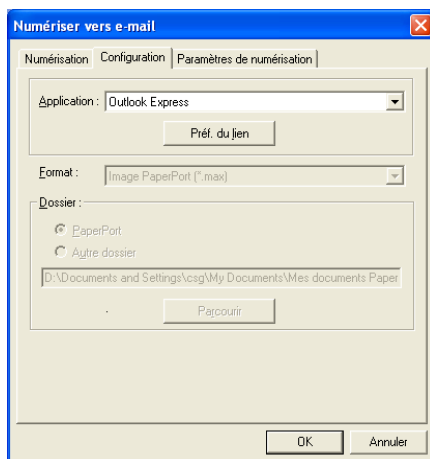 Numériser vers e-mail
Numérisation Configuration Paramètres de numérisation
Application : Outlook Express
Préf. du lien
Format : Image PaperPort (*.max)
Dossier :
PaperPort
Autre dossier
D:\Documents and Settings\csg\My Documents\Mes documents Paper
Parcourir
OK Annuler